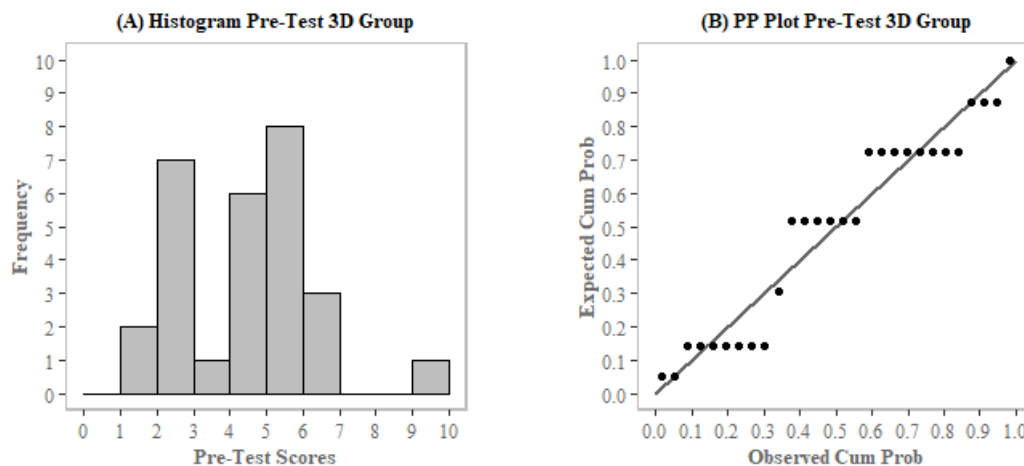 (A) Histogram Pre-Test 3D Group
10
9
8
7
6
5
4
3
2
1
0
Frequency
0 1 2 3 4 5 6 7 8 9 10
Pre-Test Scores
(B) PP Plot Pre-Test 3D Group
1.0
0.9
0.8
0.7
0.6
0.5
0.4
0.3
0.2
0.1
0.0
Expected Cum Prob
0.0 0.1 0.2 0.3 0.4 0.5 0.6 0.7 0.8 0.9 1.0
Observed Cum Prob